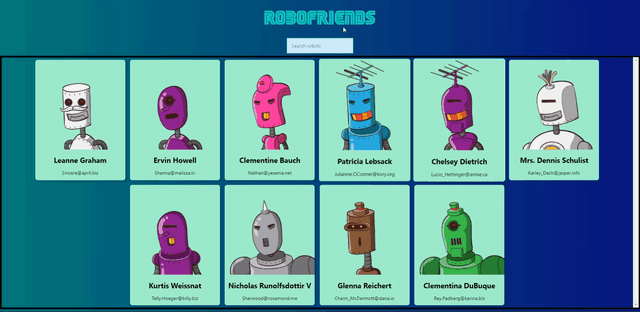 ROBOFRIENDS
Search robots
Leanne Graham
Sincere@april.biz
Ervin Howell
Shanna@melissa.tv
Clementine Bauch
Nathan@yesenia.net
Patricia Lebsack
Julianne.OConner@kory.org
Chelsey Dietrich
Lucio_Hettinger@annie.ca
Mrs. Dennis Schulist
Karley_Dach@jasper.info
Kurtis Weissnat
Telly.Hoeger@billy.biz
Nicholas Runolfsdottir V
Sherwood@rosamond.me
Glenna Reichert
Chaim_McDermott@dana.io
Clementina DuBuque
Rey.Padberg@karina.biz